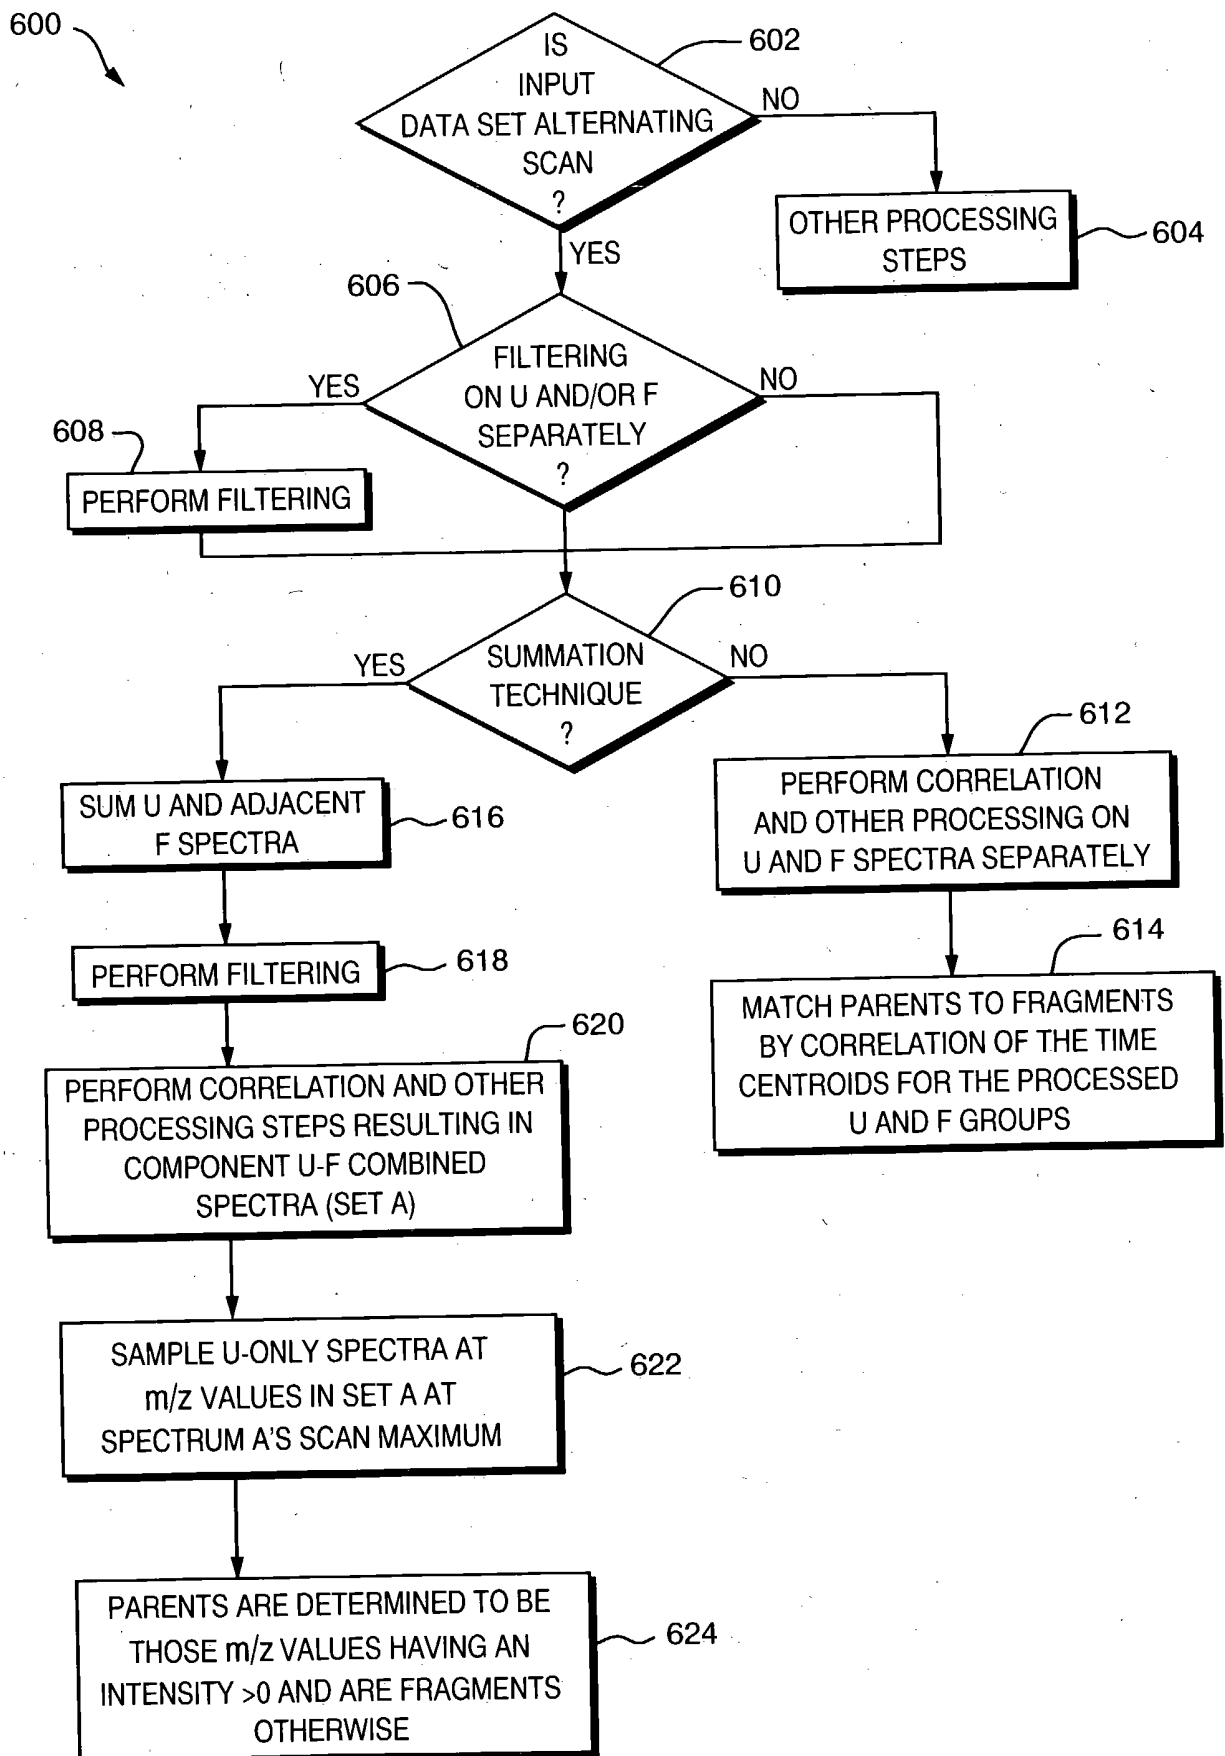 600
IS
INPUT
DATA SET ALTERNATING
SCAN
?
602
NO
OTHER PROCESSING
STEPS
604
YES
606
FILTERING
ON U AND/OR F
SEPARATELY
?
YES
NO
608
PERFORM FILTERING
610
SUMMATION
TECHNIQUE
?
YES
NO
612
PERFORM CORRELATION
AND OTHER PROCESSING ON
U AND F SPECTRA SEPARATELY
614
MATCH PARENTS TO FRAGMENTS
BY CORRELATION OF THE TIME
CENTROIDS FOR THE PROCESSED
U AND F GROUPS
SUM U AND ADJACENT
F SPECTRA
616
PERFORM FILTERING
618
620
PERFORM CORRELATION AND OTHER
PROCESSING STEPS RESULTING IN
COMPONENT U-F COMBINED
SPECTRA (SET A)
SAMPLE U-ONLY SPECTRA AT
m/z VALUES IN SET A AT
SPECTRUM A'S SCAN MAXIMUM
622
PARENTS ARE DETERMINED TO BE
THOSE m/z VALUES HAVING AN
INTENSITY >0 AND ARE FRAGMENTS
OTHERWISE
624